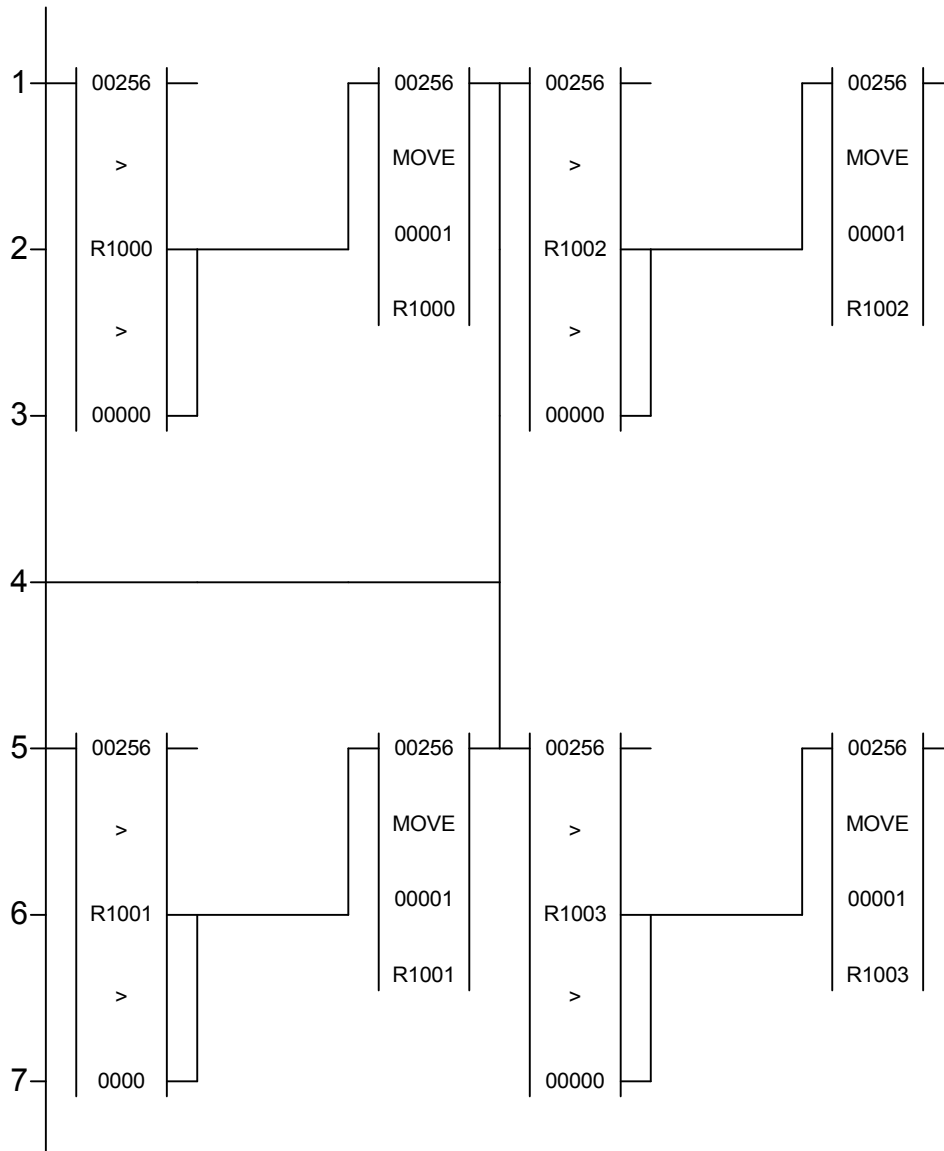 1 00256 00256 00256 00256
> MOVE > MOVE
2 R1000 00001 R1002 00001
> R1000 > R1002
3 00000 00000
4
5 00256 00256 00256 00256
> MOVE > MOVE
6 R1001 00001 R1003 00001
> R1001 > R1003
7 0000 00000